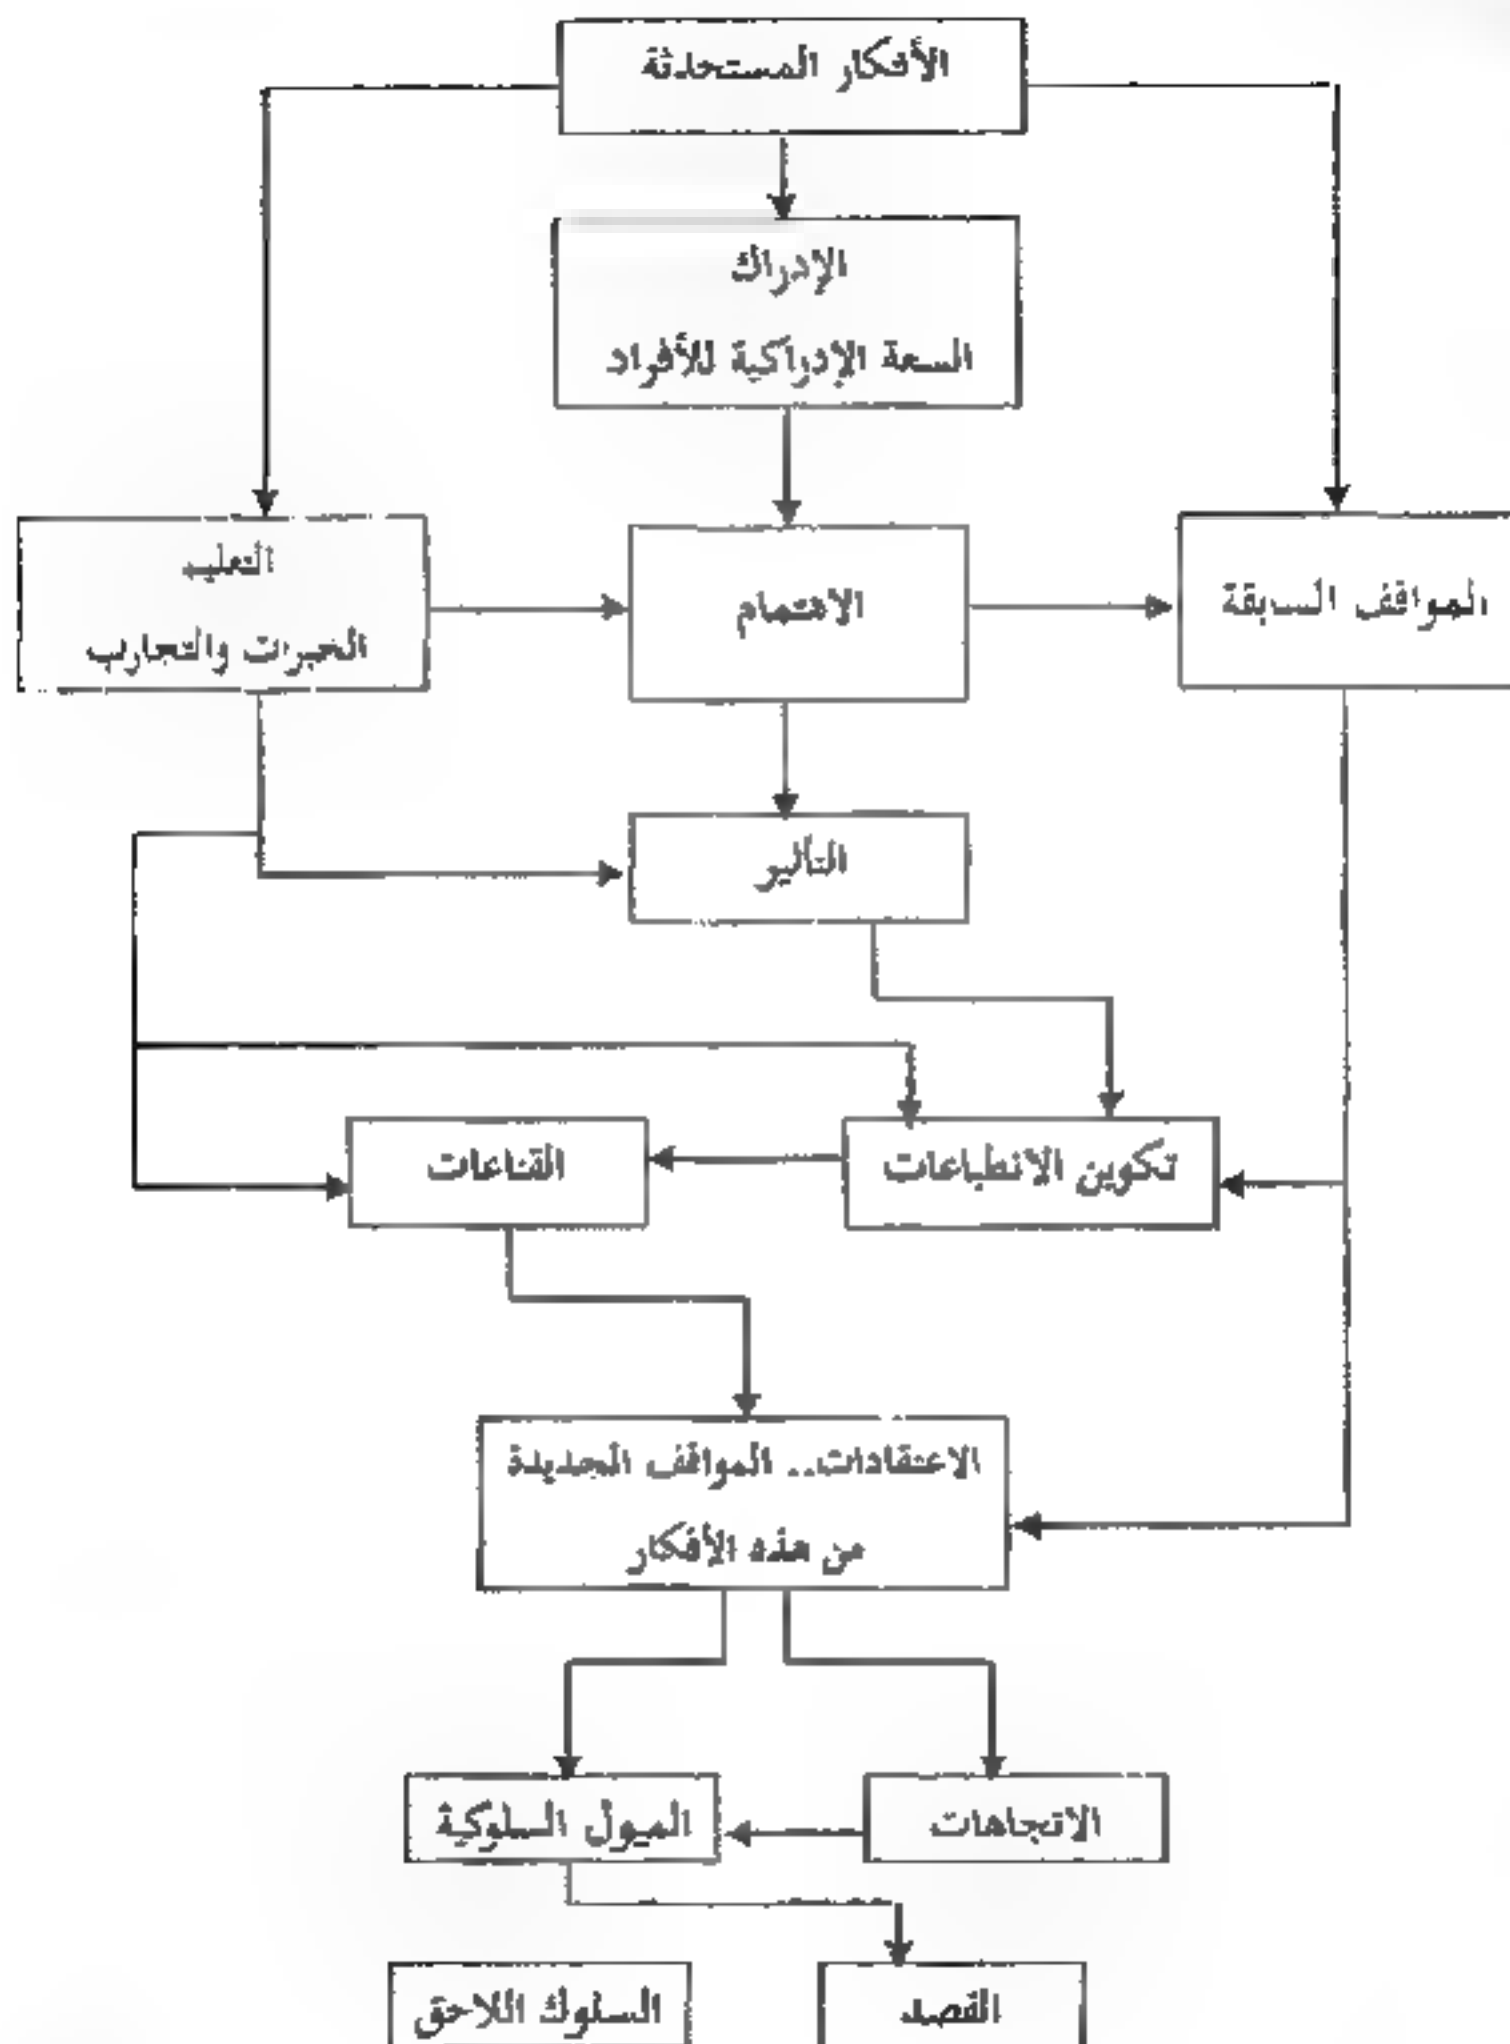 الأفكار المستحدثة
الإدراك
السعة الإدراكية للأفراد
المواقف السابقة
الاهتمام
التعليم
الخبرات والتجارب
التأثير
تكوين الانطباعات
القناعات
الاعتقادات.. المواقف الجديدة
من هذه الأفكار
الاتجاهات
الميول السلوكية
القصد
السلوك اللاحق